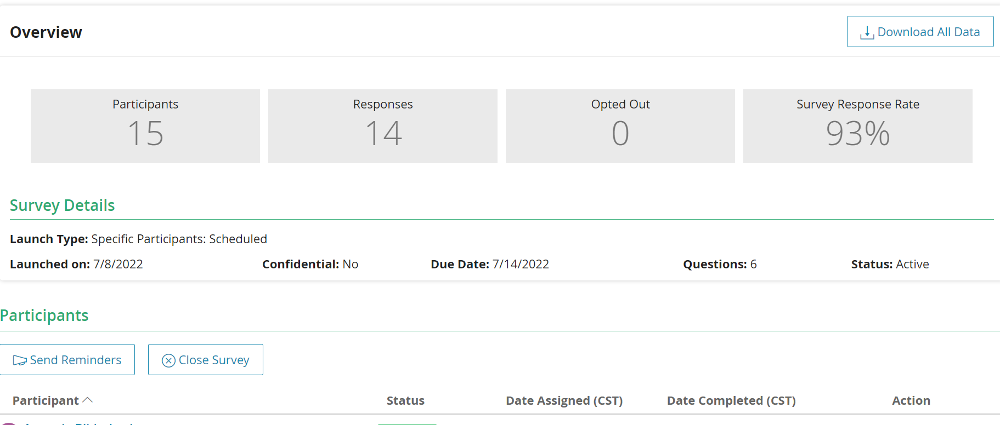 Overview
Download All Data
Participants Responses Opted Out Survey Response Rate
15 14 0 93%
Survey Details
Launch Type: Specific Participants: Scheduled
Launched on: 7/8/2022 Confidential: No Due Date: 7/14/2022 Questions: 6 Status: Active
Participants
Send Reminders Close Survey
Participant Status Date Assigned (CST) Date Completed (CST) Action